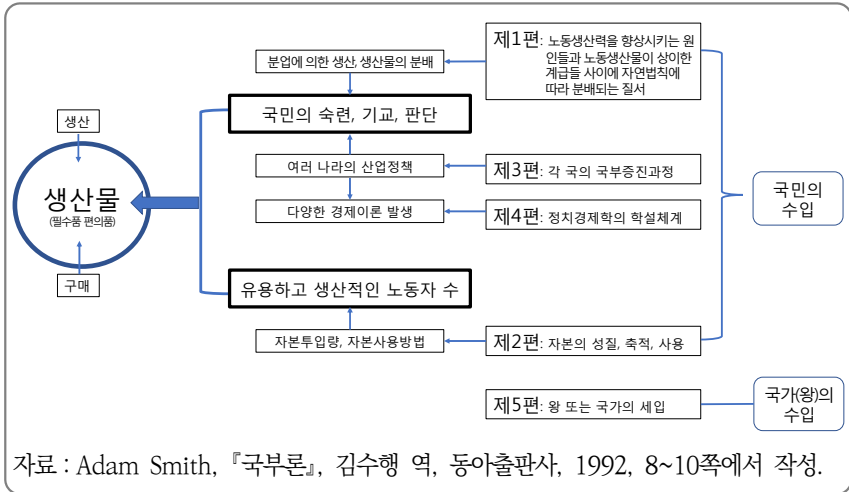 제1편: 노동생산력을 향상시키는 원
인들과 노동생산물이 상이한
계급들 사이에 자연법칙에
따라 분배되는 질서
분업에 의한 생산, 생산물의 분배
국민의 숙련, 기교, 판단
생산
여러 나라의 산업정책
제3편: 각 국의 국부증진과정
국민의
수입
생산물
(필수품 편의품)
다양한 경제이론 발생
제4편: 정치경제학의 학설체계
구매
유용하고 생산적인 노동자 수
자본투입량, 자본사용방법
제2편: 자본의 성질, 축적, 사용
제5편: 왕 또는 국가의 세입
국가(왕)의
수입
자료 : Adam Smith, 『국부론』, 김수행 역, 동아출판사, 1992, 8~10쪽에서 작성.